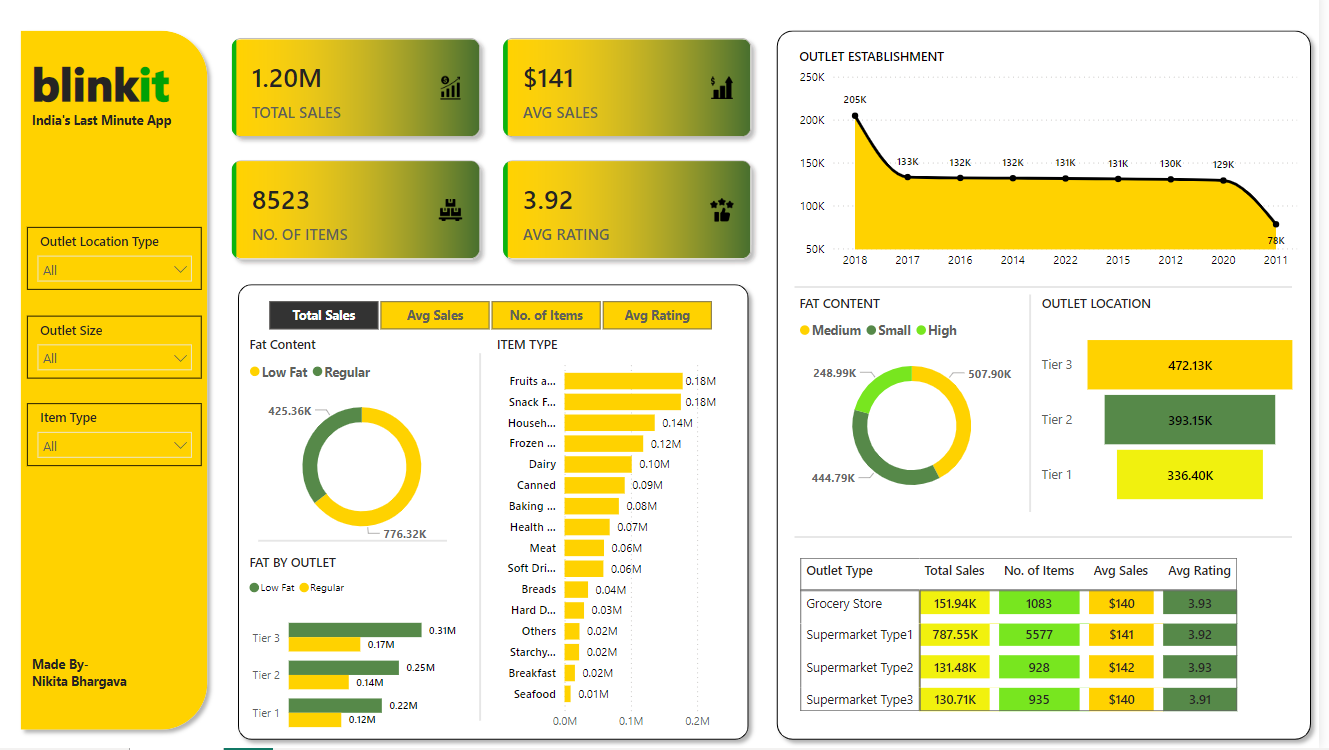 blinkit
India's Last Minute App
Outlet Location Type
All
Outlet Size
All
Item Type
All
Made By-
Nikita Bhargava
1.20M
TOTAL SALES
$141
AVG SALES
8523
NO. OF ITEMS
3.92
AVG RATING
Total Sales Avg Sales No. of Items Avg Rating
Fat Content
Low Fat Regular
425.36K
776.32K
FAT BY OUTLET
Low Fat Regular
Tier 3 0.31M
0.17M
Tier 2 0.25M
0.14M
Tier 1 0.22M
0.12M
ITEM TYPE
Fruits a... 0.18M
Snack F... 0.18M
Househ... 0.14M
Frozen ... 0.12M
Dairy 0.10M
Canned 0.09M
Baking ... 0.08M
Health ... 0.07M
Meat 0.06M
Soft Dri... 0.06M
Breads 0.04M
Hard D... 0.03M
Others 0.02M
Starchy... 0.02M
Breakfast 0.02M
Seafood 0.01M
0.0M 0.1M 0.2M
OUTLET ESTABLISHMENT
250K
200K
150K
100K
50K
205K 133K 132K 132K 131K 131K 130K 129K 78K
2018 2017 2016 2014 2022 2015 2012 2020 2011
FAT CONTENT
Medium Small High
248.99K 507.90K
444.79K
OUTLET LOCATION
Tier 3 472.13K
Tier 2 393.15K
Tier 1 336.40K
Outlet Type Total Sales No. of Items Avg Sales Avg Rating
Grocery Store 151.94K 1083 $140 3.93
Supermarket Type1 787.55K 5577 $141 3.92
Supermarket Type2 131.48K 928 $142 3.93
Supermarket Type3 130.71K 935 $140 3.91